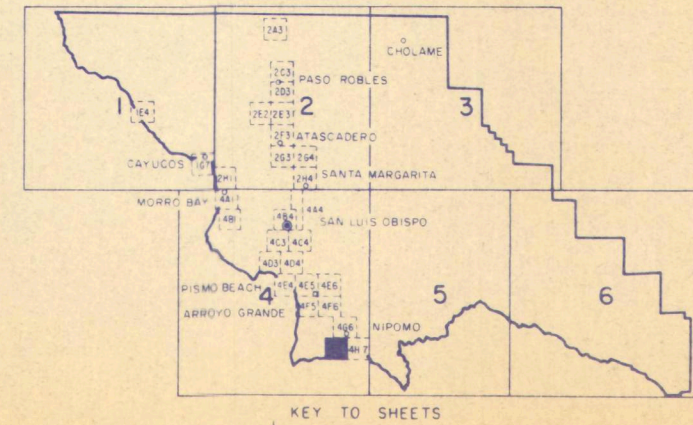 2A3
CHOLAME
2C3
PASO ROBLES
2D3
1
2
3
1E4
2E2 2E3
2F3
ATASCADERO
CAYUCOS
1G7
2G3 2G4
2H1
2H4
SANTA MARGARITA
MORRO BAY
4A1
4A4
4B1
4B4
SAN LUIS OBISPO
4C3 4C4
4D3 4D4
PISMO BEACH
4
4E4 4E5 4E6
5
6
ARROYO GRANDE
4F5 4F6
4G6
NIPOMO
4H7
KEY TO SHEETS